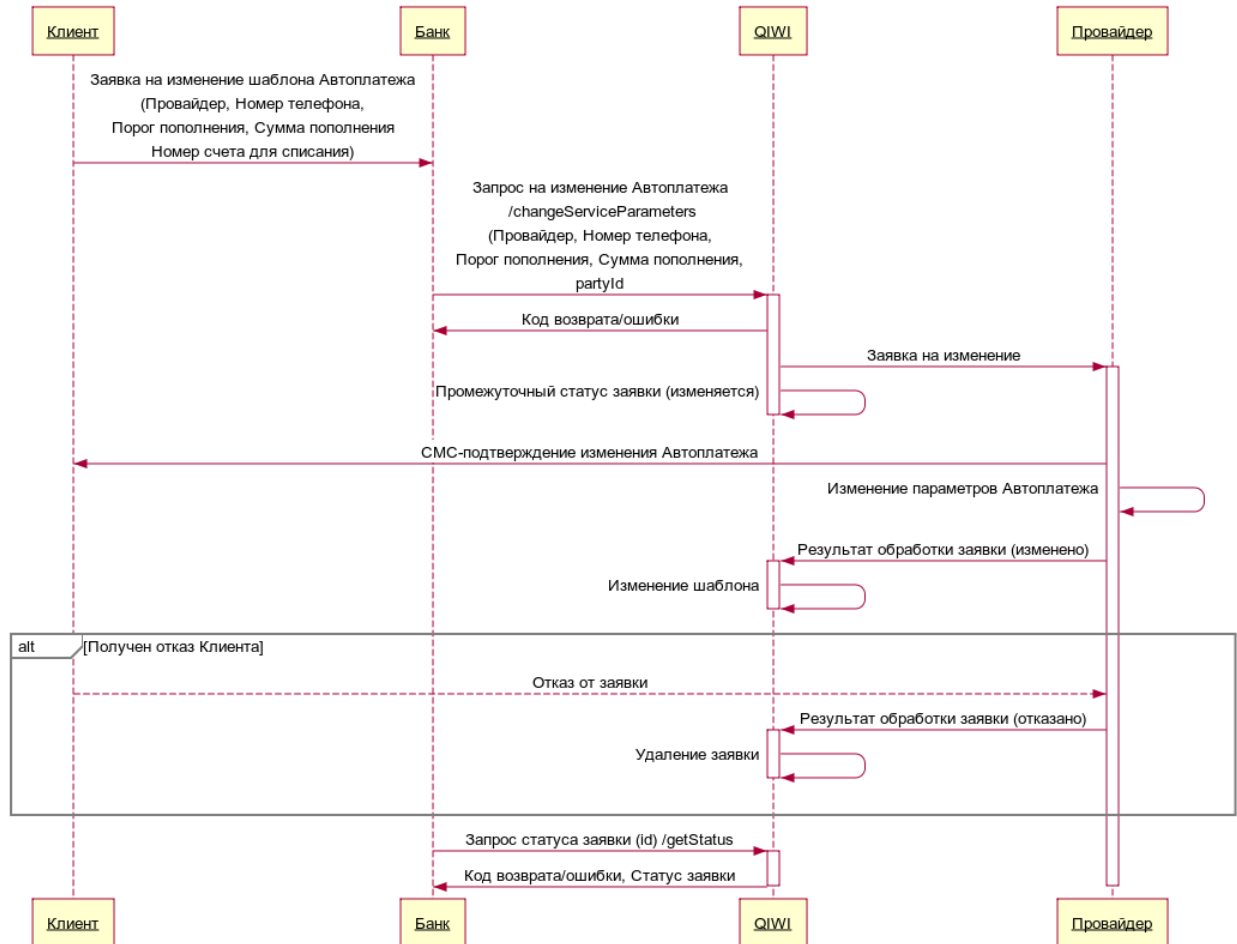 Клиент
Банк
QIWI
Провайдер
Заявка на изменение шаблона Автоплатежа
(Провайдер, Номер телефона,
Порог пополнения, Сумма пополнения
Номер счета для списания)
Запрос на изменение Автоплатежа
/changeServiceParameters
(Провайдер, Номер телефона,
Порог пополнения, Сумма пополнения,
partyId
Код возврата/ошибки
Заявка на изменение
Промежуточный статус заявки (изменяется)
СМС-подтверждение изменения Автоплатежа
Изменение параметров Автоплатежа
Результат обработки заявки (изменено)
Изменение шаблона
alt
[Получен отказ Клиента]
Отказ от заявки
Результат обработки заявки (отказано)
Удаление заявки
Запрос статуса заявки (id) /getStatus
Код возврата/ошибки, Статус заявки
Клиент
Банк
QIWI
Провайдер